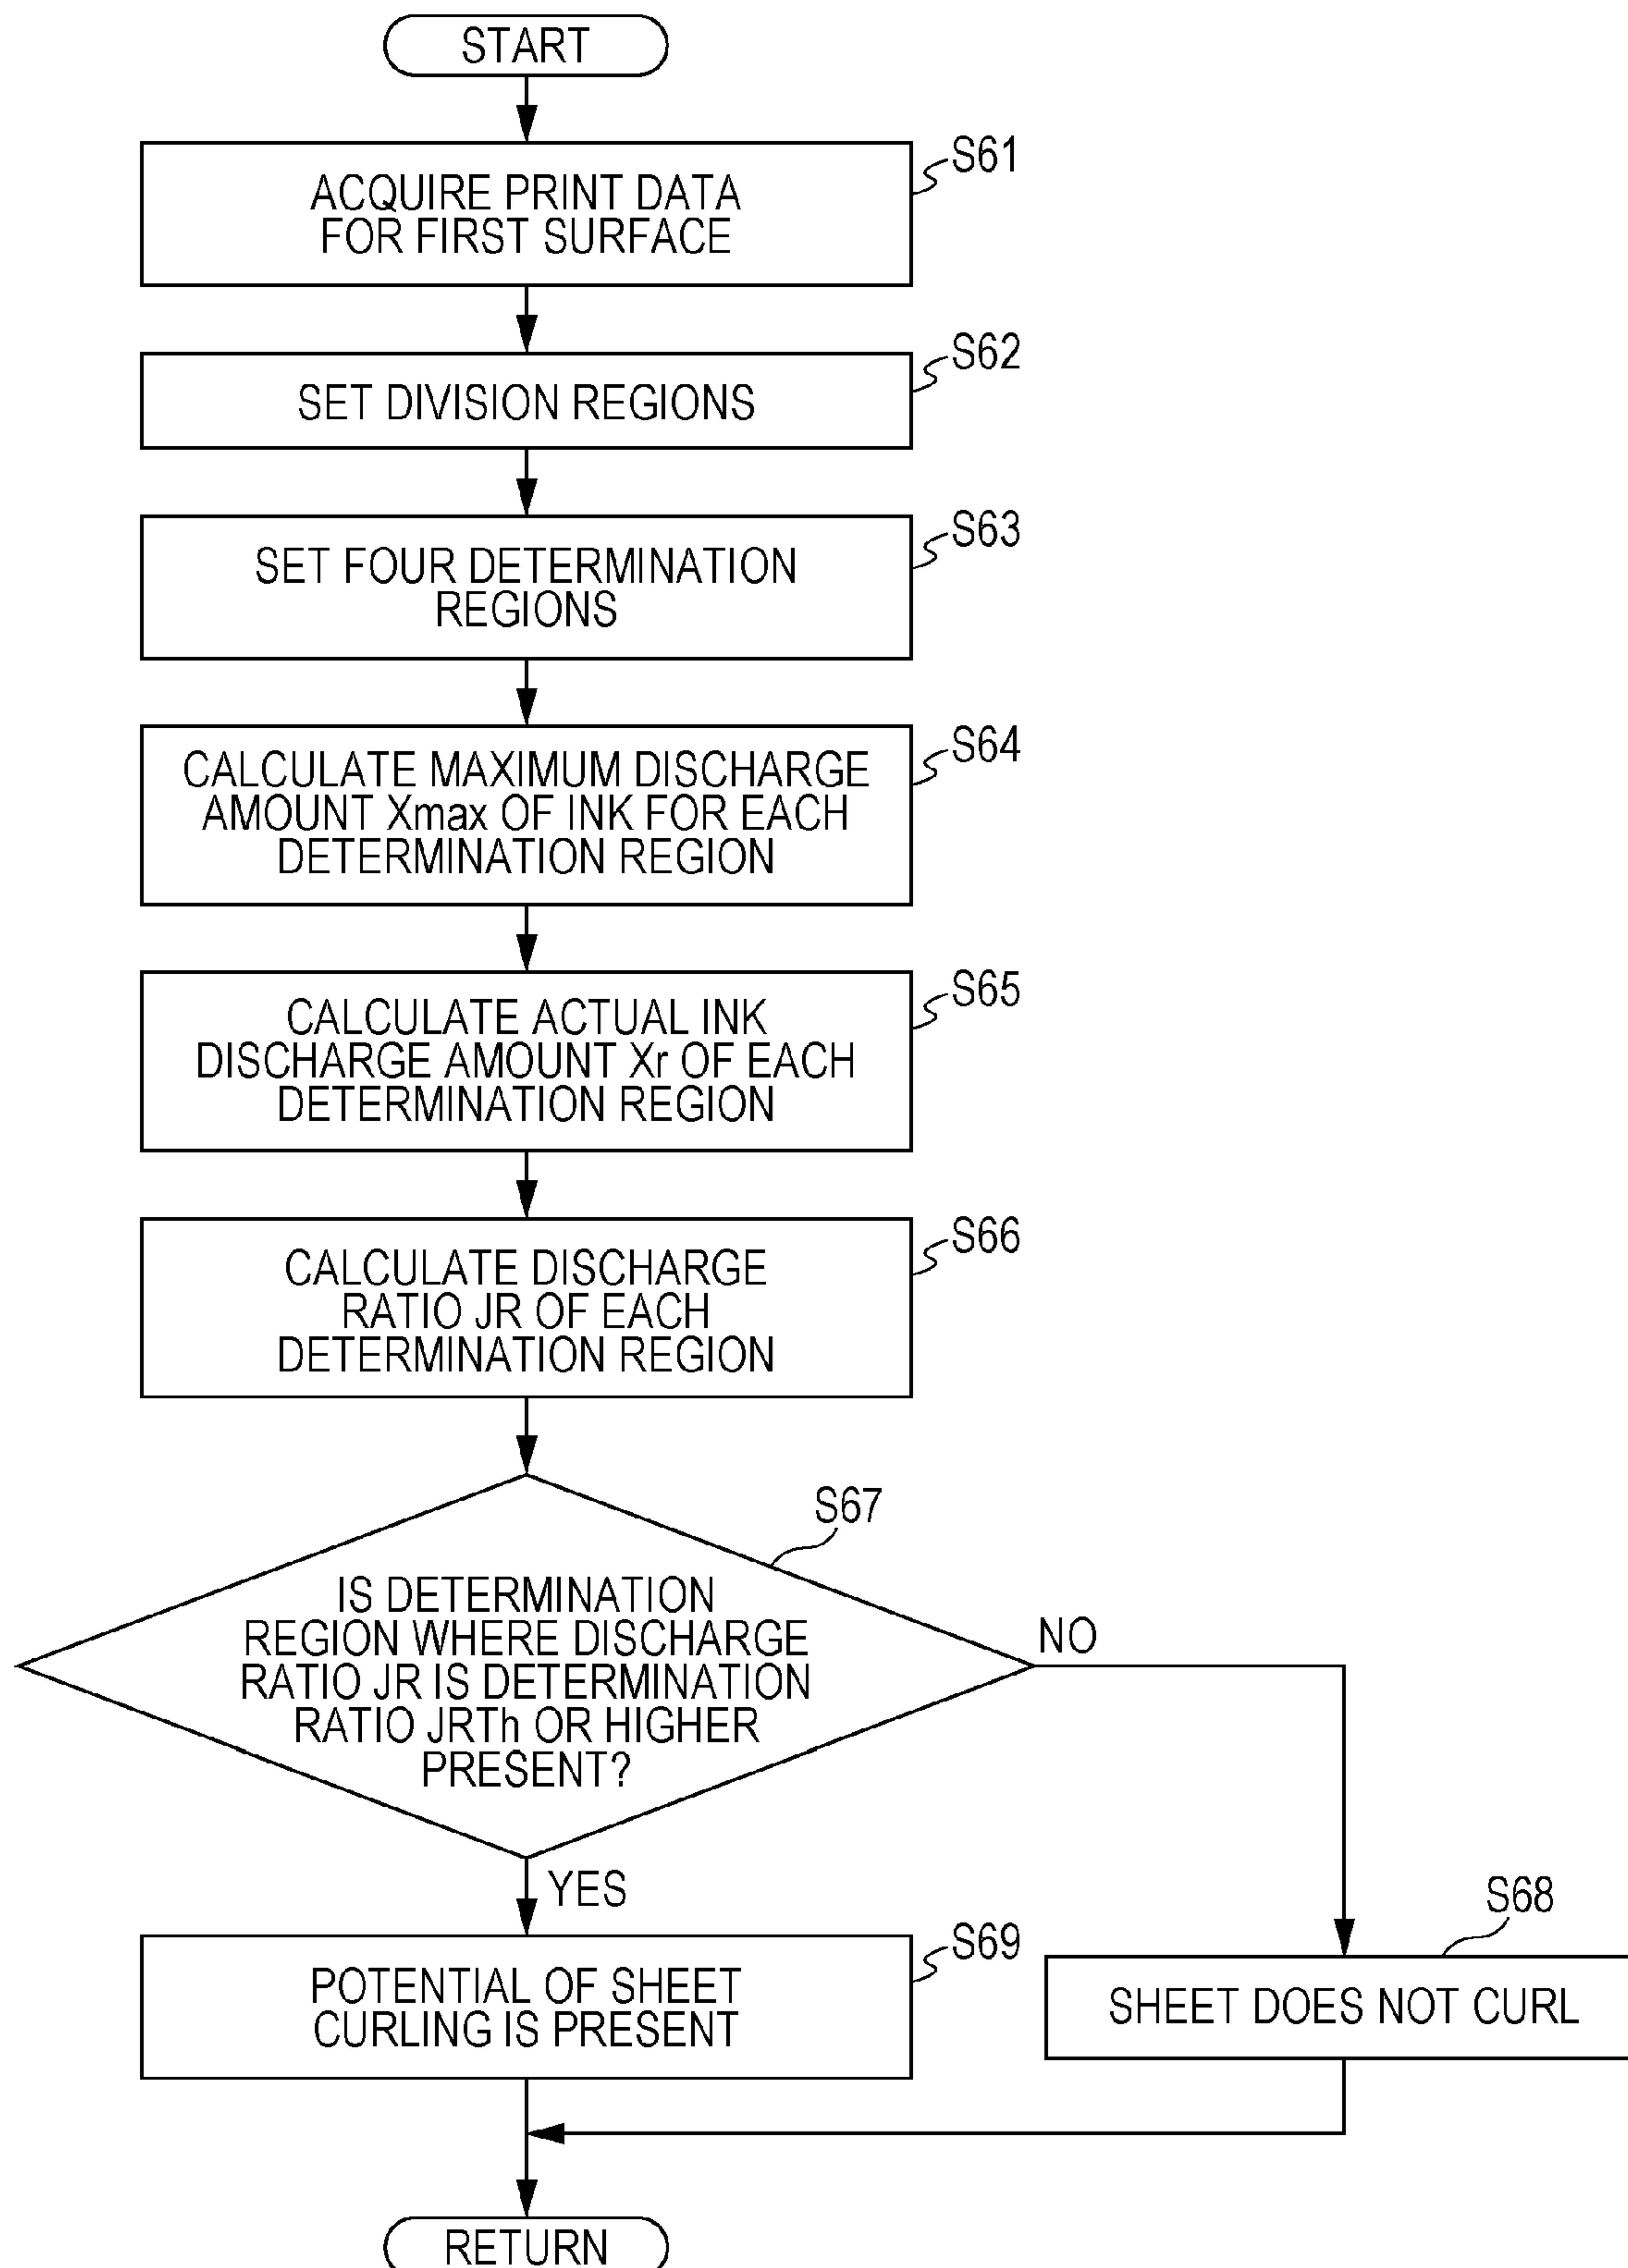 START
S61
ACQUIRE PRINT DATA
FOR FIRST SURFACE
S62
SET DIVISION REGIONS
S63
SET FOUR DETERMINATION
REGIONS
S64
CALCULATE MAXIMUM DISCHARGE
AMOUNT Xmax OF INK FOR EACH
DETERMINATION REGION
S65
CALCULATE ACTUAL INK
DISCHARGE AMOUNT Xr OF EACH
DETERMINATION REGION
S66
CALCULATE DISCHARGE
RATIO JR OF EACH
DETERMINATION REGION
S67
IS DETERMINATION
REGION WHERE DISCHARGE
RATIO JR IS DETERMINATION
RATIO JRTh OR HIGHER
PRESENT?
NO
YES
S69
POTENTIAL OF SHEET
CURLING IS PRESENT
S68
SHEET DOES NOT CURL
RETURN